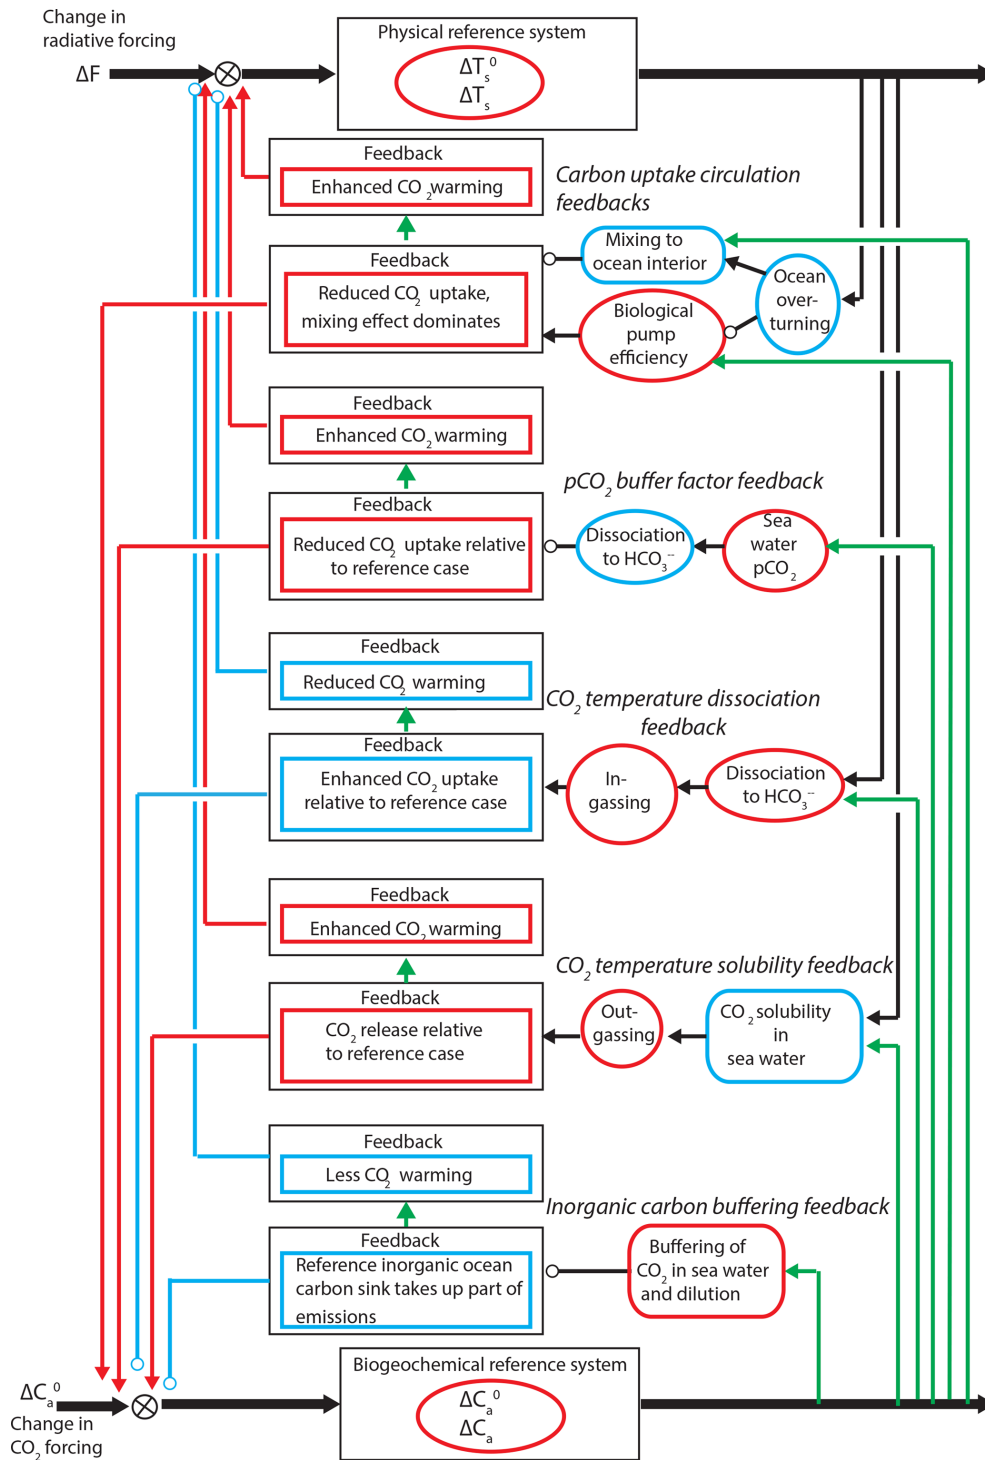 Change in
radiative forcing
ΔF
Physical reference system
ΔTₛ⁰
ΔTₛ
Feedback
Enhanced CO₂ warming
Carbon uptake circulation
feedbacks
Feedback
Reduced CO₂ uptake,
mixing effect dominates
Mixing to
ocean interior
Ocean
over-
turning
Biological
pump
efficiency
Feedback
Enhanced CO₂ warming
pCO₂ buffer factor feedback
Feedback
Reduced CO₂ uptake relative
to reference case
Dissociation
to HCO₃⁻⁻
Sea
water
pCO₂
Feedback
Reduced CO₂ warming
CO₂ temperature dissociation
feedback
Feedback
Enhanced CO₂ uptake
relative to reference case
In-
gassing
Dissociation
to HCO₃⁻⁻
Feedback
Enhanced CO₂ warming
CO₂ temperature solubility feedback
Feedback
CO₂ release relative
to reference case
Out-
gassing
CO₂ solubility
in
sea water
Feedback
Less CO₂ warming
Inorganic carbon buffering feedback
Feedback
Reference inorganic ocean
carbon sink takes up part of
emissions
Buffering of
CO₂ in sea water
and dilution
Biogeochemical reference system
ΔCₐ⁰
ΔCₐ
ΔCₐ⁰
Change in
CO₂ forcing